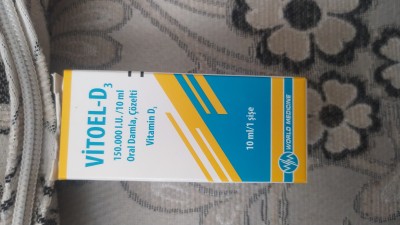 VİTOEL-D3
150.000 I.U. /10 ml
Oral Damla, Çözelti
Vitamin D3
10 ml/1 şişe
WORLD MEDICINE